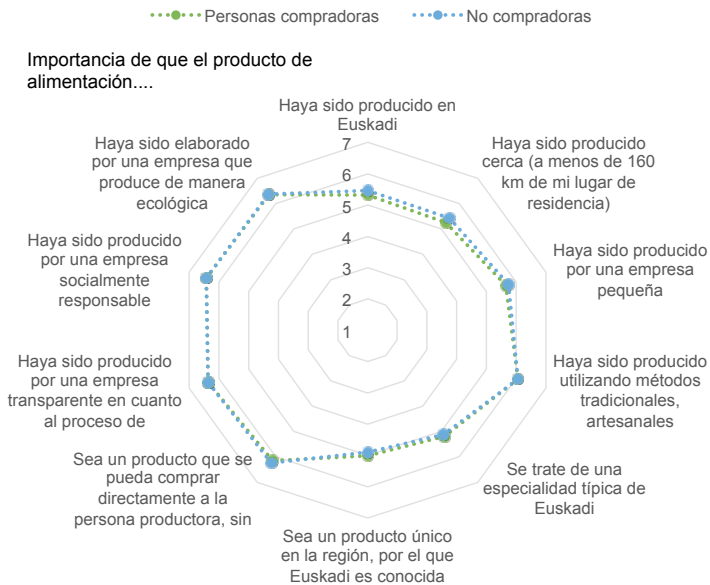 Personas compradoras
No compradoras
Importancia de que el producto de
alimentación....
Haya sido producido en
Euskadi
Haya sido producido
cerca (a menos de 160
km de mi lugar de
residencia)
Haya sido producido
por una empresa
pequeña
Haya sido producido
utilizando métodos
tradicionales,
artesanales
Se trate de una
especialidad típica de
Euskadi
Sea un producto único
en la región, por el que
Euskadi es conocida
Sea un producto que se
pueda comprar
directamente a la
persona productora, sin
Haya sido producido
por una empresa
transparente en cuanto
al proceso de
Haya sido producido
por una empresa
socialmente
responsable
Haya sido elaborado
por una empresa que
produce de manera
ecológica
7
6
5
4
3
2
1